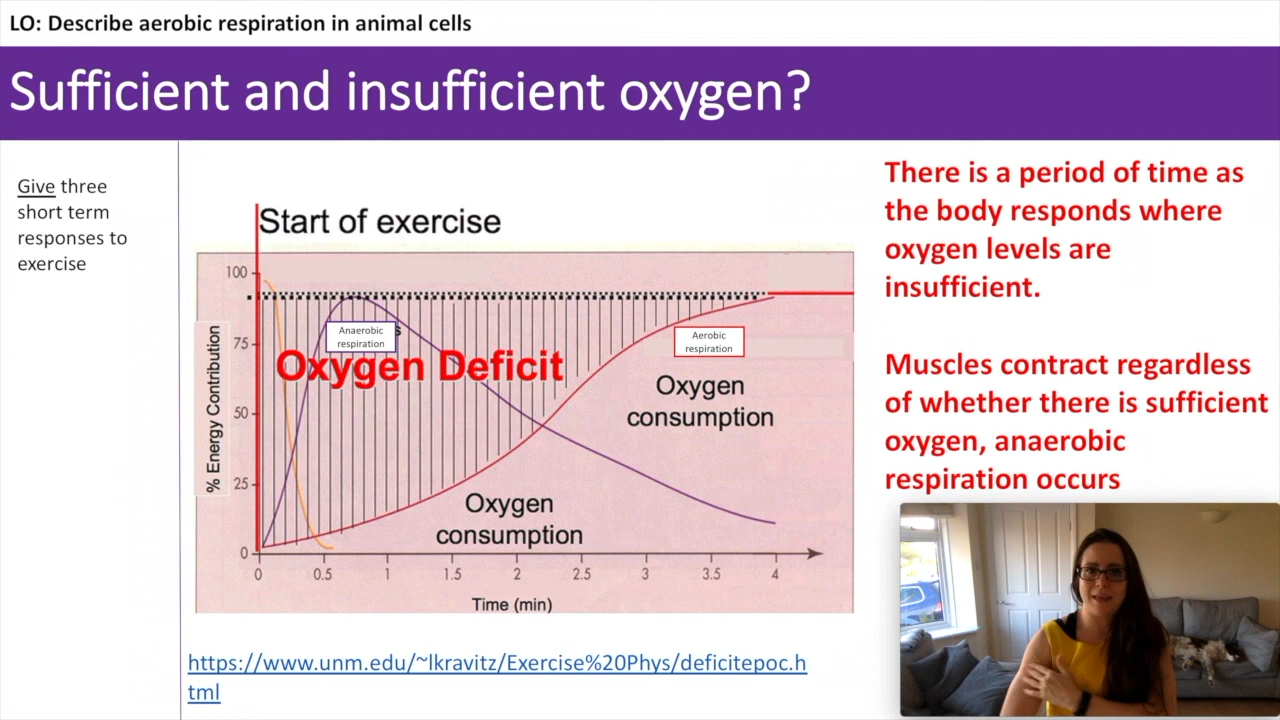 LO: Describe aerobic respiration in animal cells
Sufficient and insufficient oxygen?
Give three
short term
responses to
exercise
Start of exercise
% Energy Contribution
100
75
50
25
0
Anaerobic
respiration
s
Oxygen Deficit
Aerobic
respiration
Oxygen
consumption
Oxygen
consumption
0 0.5 1 1.5 2 2.5 3 3.5 4
Time (min)
https://www.unm.edu/~lkravitz/Exercise%20Phys/deficitepoc.h
tml
There is a period of time as
the body responds where
oxygen levels are
insufficient.
Muscles contract regardless
of whether there is sufficient
oxygen, anaerobic
respiration occurs